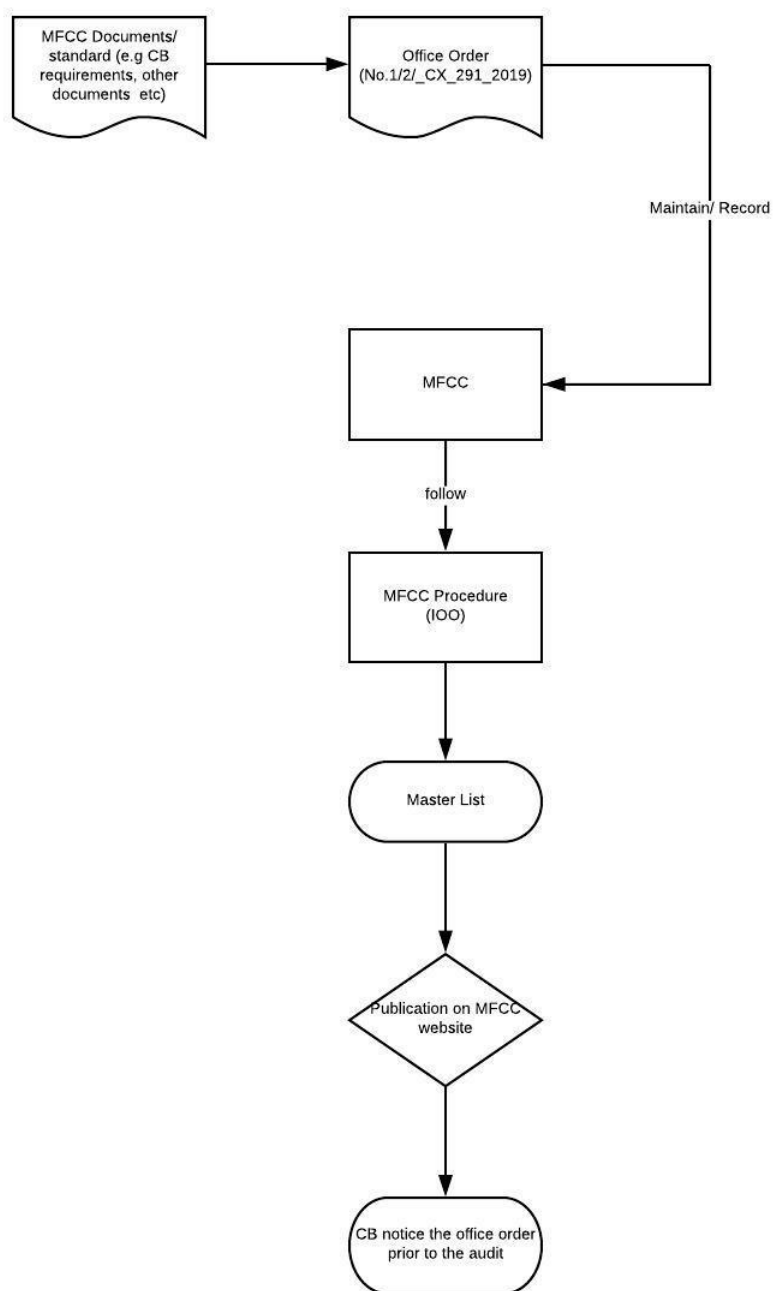 MFCC Documents/
standard (e.g CB
requirements, other
documents etc)
Office Order
(No.1/2/_CX_291_2019)
Maintain/ Record
MFCC
follow
MFCC Procedure
(IOO)
Master List
Publication on MFCC
website
CB notice the office order
prior to the audit